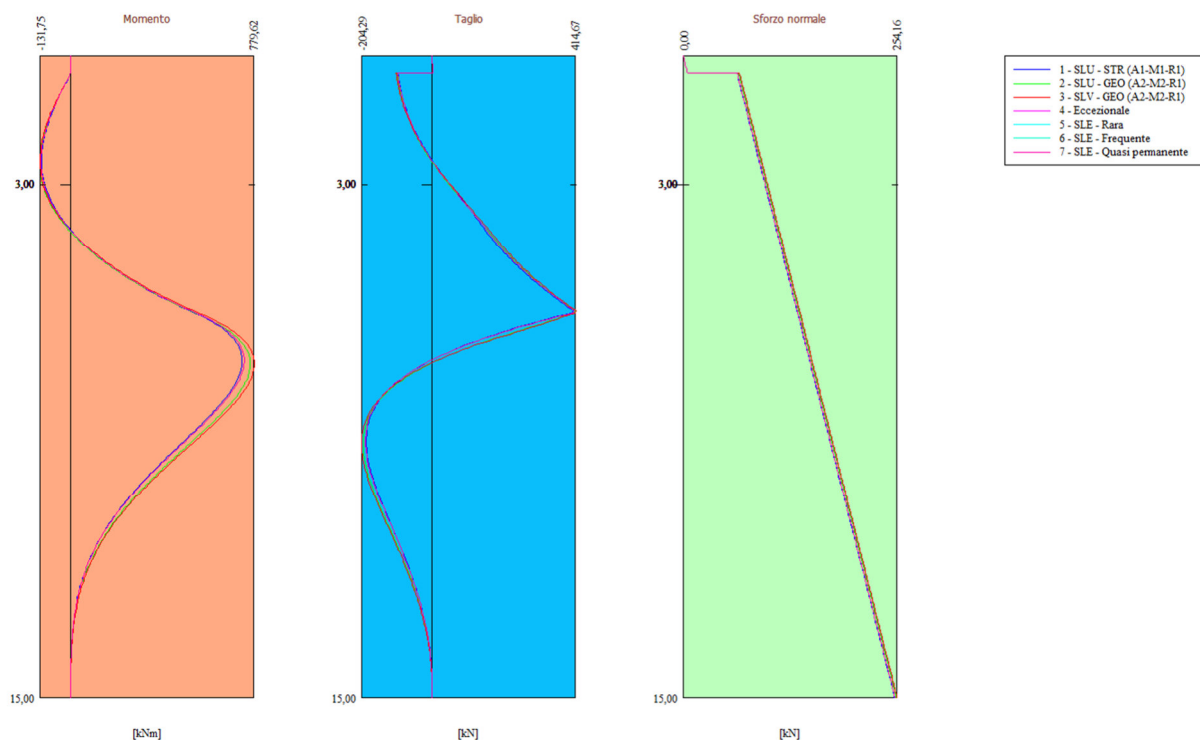 Momento
Taglio
Sforzo normale
-131,75
779,62
-204,29
414,67
0,00
254,16
1 - SLU - STR (A1-M1-R1)
2 - SLU - GEO (A2-M2-R1)
3 - SLV - GEO (A2-M2-R1)
4 - Eccezionale
5 - SLE - Rara
6 - SLE - Frequente
7 - SLE - Quasi permanente
3,00
3,00
3,00
15,00
15,00
15,00
[kNm]
[kN]
[kN]